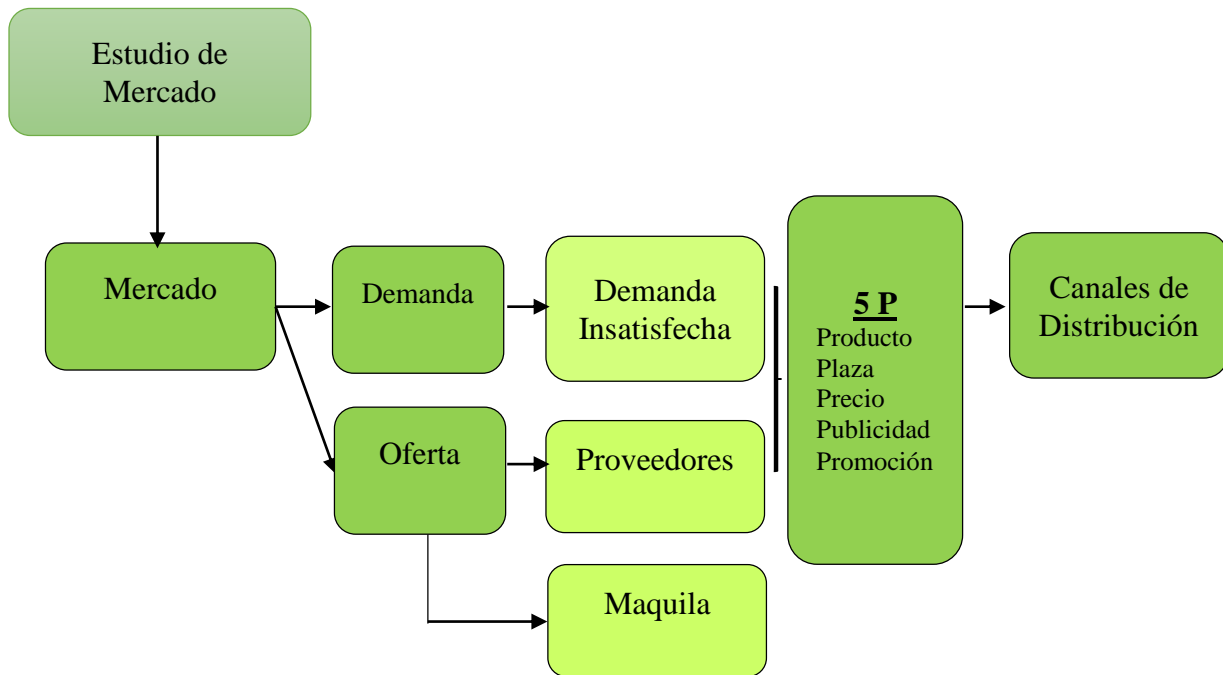 Estudio de
Mercado
Mercado
Demanda
Demanda
Insatisfecha
5 P
Producto
Plaza
Precio
Publicidad
Promoción
Canales de
Distribución
Oferta
Proveedores
Maquila